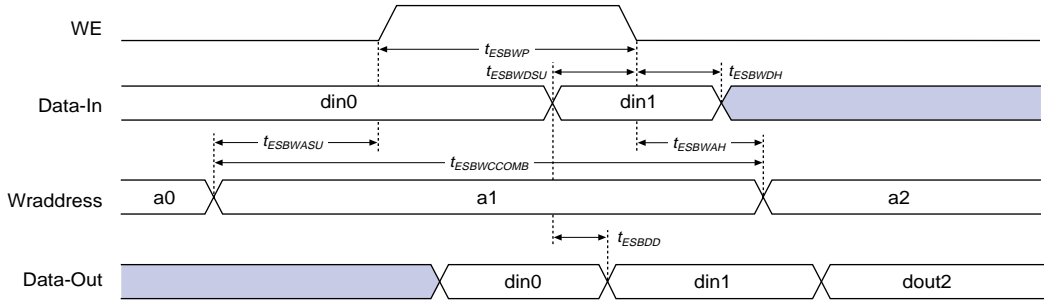 WE
tESBWP
tESBWDSU
tESBWDH
Data-In
din0
din1
tESBWASU
tESBWAH
tESBWCCOMB
Wraddress
a0
a1
a2
tESBDD
Data-Out
din0
din1
dout2